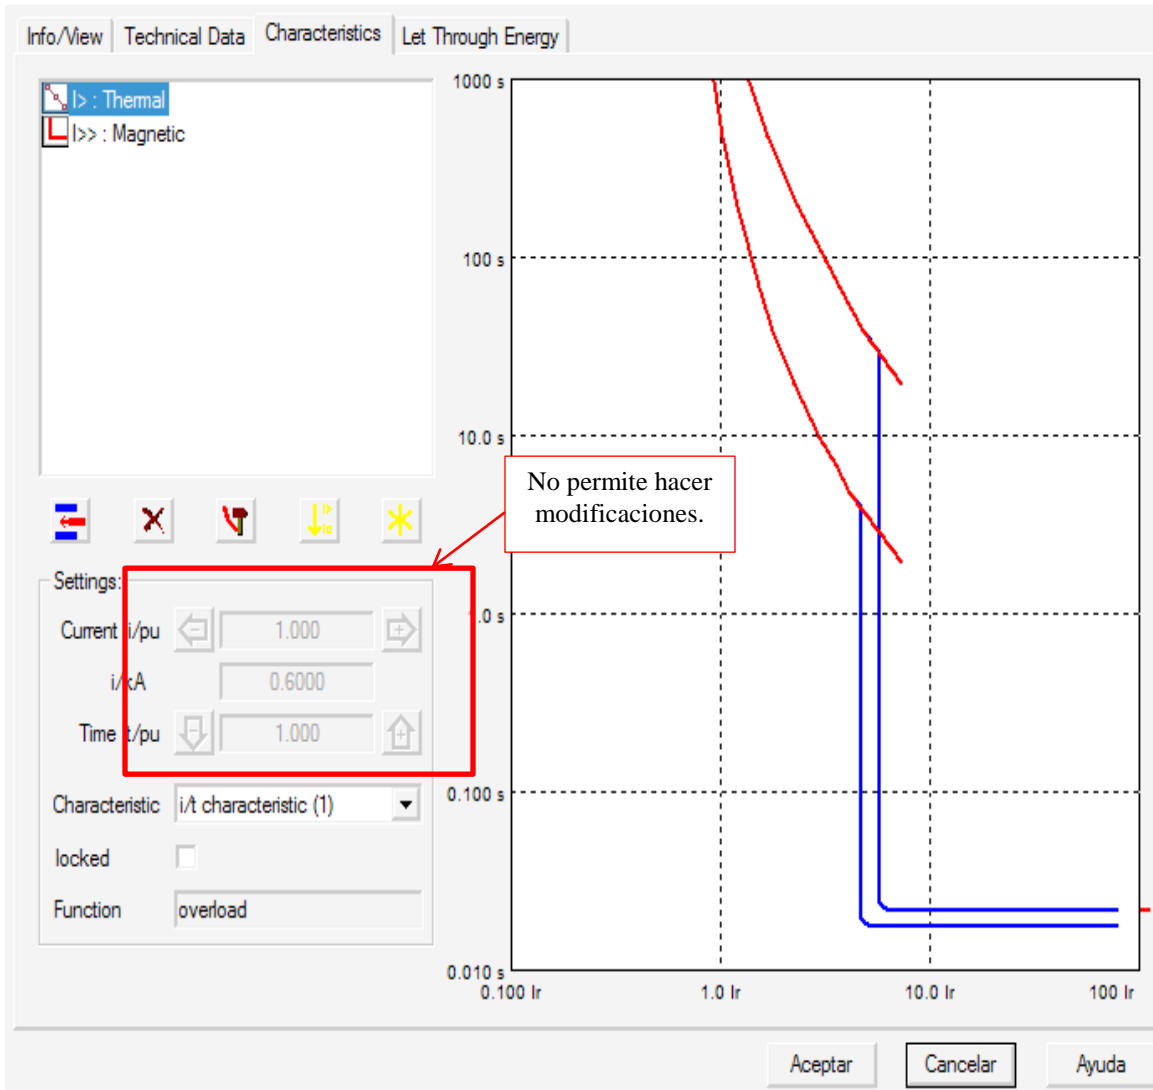 Info/View Technical Data Characteristics Let Through Energy
I> : Thermal
I>> : Magnetic
1000 s
100 s
10.0 s
No permite hacer
modificaciones.
Settings:
Current i/pu 1.000
.0 s
i/kA 0.6000
Time t/pu 1.000
0.100 s
Characteristic i/t characteristic (1)
locked
Function overload
0.010 s
0.100 Ir 1.0 Ir 10.0 Ir 100 Ir
Aceptar Cancelar Ayuda